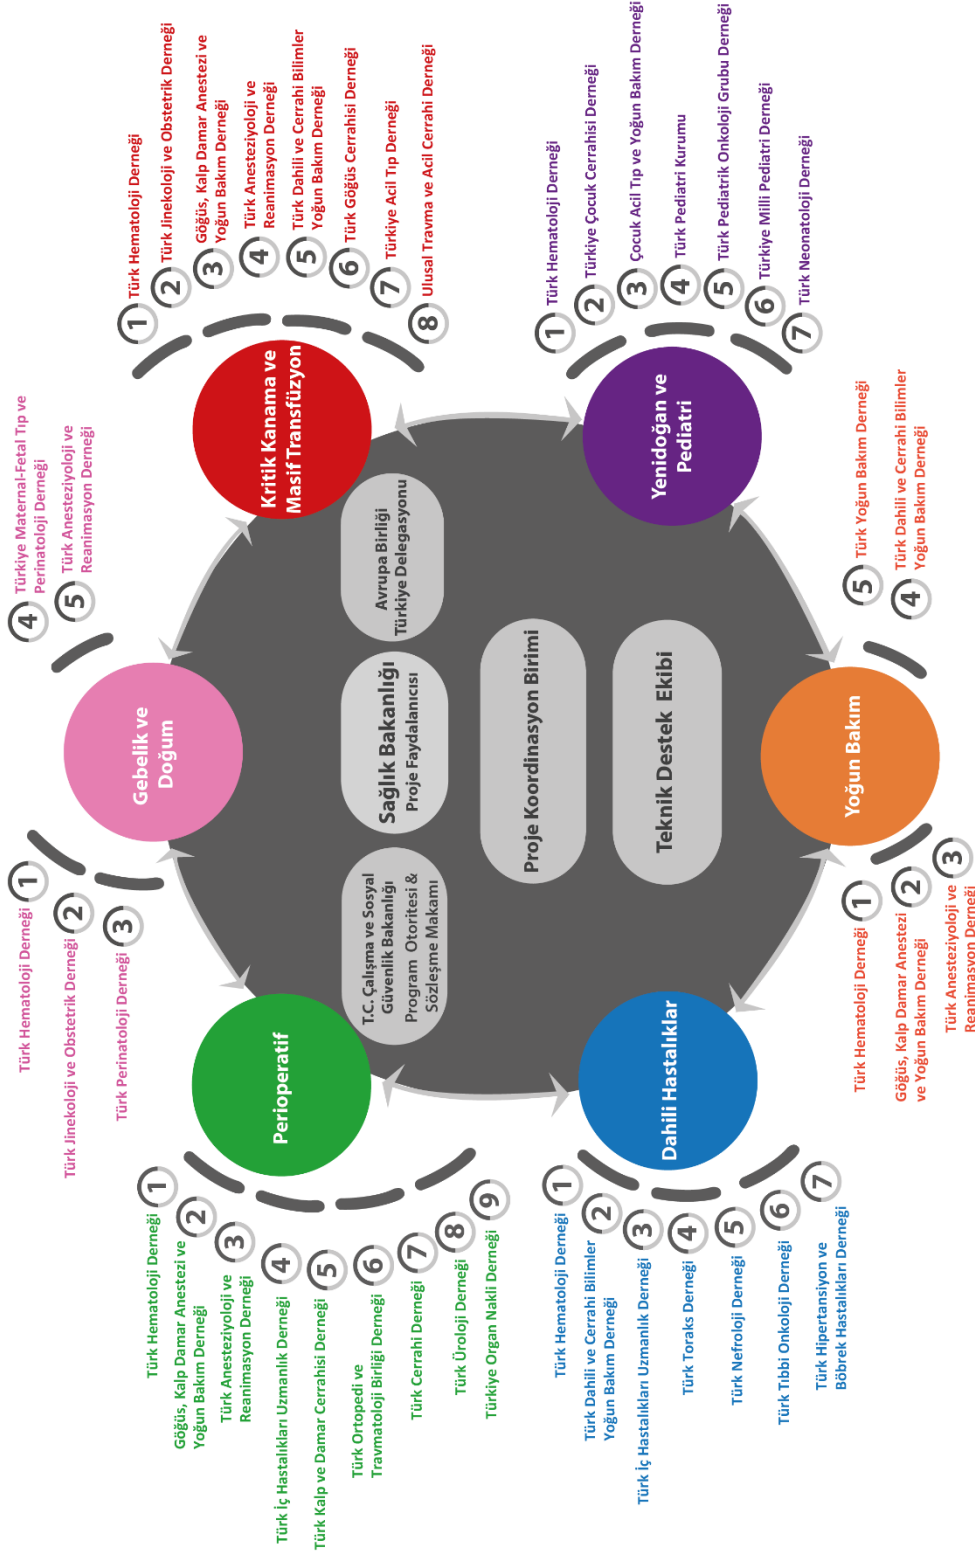 Gebelik ve
Doğum
1
Türk Hematoloji Derneği
2
Türk Jinekoloji ve Obstetrik Derneği
3
Türk Perinatoloji Derneği
4
Türkiye Maternal-Fetal Tıp ve
Perinatoloji Derneği
5
Türk Anesteziyoloji ve
Reanimasyon Derneği
Kritik Kanama ve
Masif Transfüzyon
1
Türk Hematoloji Derneği
2
Türk Jinekoloji ve Obstetrik Derneği
3
Göğüs, Kalp Damar Anestezi ve
Yoğun Bakım Derneği
4
Türk Anesteziyoloji ve
Reanimasyon Derneği
5
Türk Dahili ve Cerrahi Bilimler
Yoğun Bakım Derneği
6
Türk Göğüs Cerrahisi Derneği
7
Türkiye Acil Tıp Derneği
8
Ulusal Travma ve Acil Cerrahi Derneği
Yenidoğan ve
Pediatri
1
Türk Hematoloji Derneği
2
Türkiye Çocuk Cerrahisi Derneği
3
Çocuk Acil Tıp ve Yoğun Bakım Derneği
4
Türk Pediatri Kurumu
5
Türk Pediatrik Onkoloji Grubu Derneği
6
Türkiye Milli Pediatri Derneği
7
Türk Neonatoloji Derneği
Yoğun Bakım
1
Türk Hematoloji Derneği
2
Göğüs, Kalp Damar Anestezi
ve Yoğun Bakım Derneği
3
Türk Anesteziyoloji ve
Reanimasyon Derneği
4
Türk Dahili ve Cerrahi Bilimler
Yoğun Bakım Derneği
5
Türk Yoğun Bakım Derneği
Dahili Hastalıklar
1
Türk Hematoloji Derneği
2
Türk Dahili ve Cerrahi Bilimler
Yoğun Bakım Derneği
3
Türk İç Hastalıkları Uzmanlık Derneği
4
Türk Toraks Derneği
5
Türk Nefroloji Derneği
6
Türk Tıbbi Onkoloji Derneği
7
Türk Hipertansiyon ve
Böbrek Hastalıkları Derneği
Perioperatif
1
Türk Hematoloji Derneği
2
Göğüs, Kalp Damar Anestezi ve
Yoğun Bakım Derneği
3
Türk Anesteziyoloji ve
Reanimasyon Derneği
4
Türk İç Hastalıkları Uzmanlık Derneği
5
Türk Kalp ve Damar Cerrahisi Derneği
6
Türk Ortopedi ve
Travmatoloji Birliği Derneği
7
Türk Cerrahi Derneği
8
Türk Üroloji Derneği
9
Türkiye Organ Nakli Derneği
T.C. Çalışma ve Sosyal
Güvenlik Bakanlığı
Program Otoritesi &
Sözleşme Makamı
Sağlık Bakanlığı
Proje Faydalanıcısı
Avrupa Birliği
Türkiye Delegasyonu
Proje Koordinasyon Birimi
Teknik Destek Ekibi